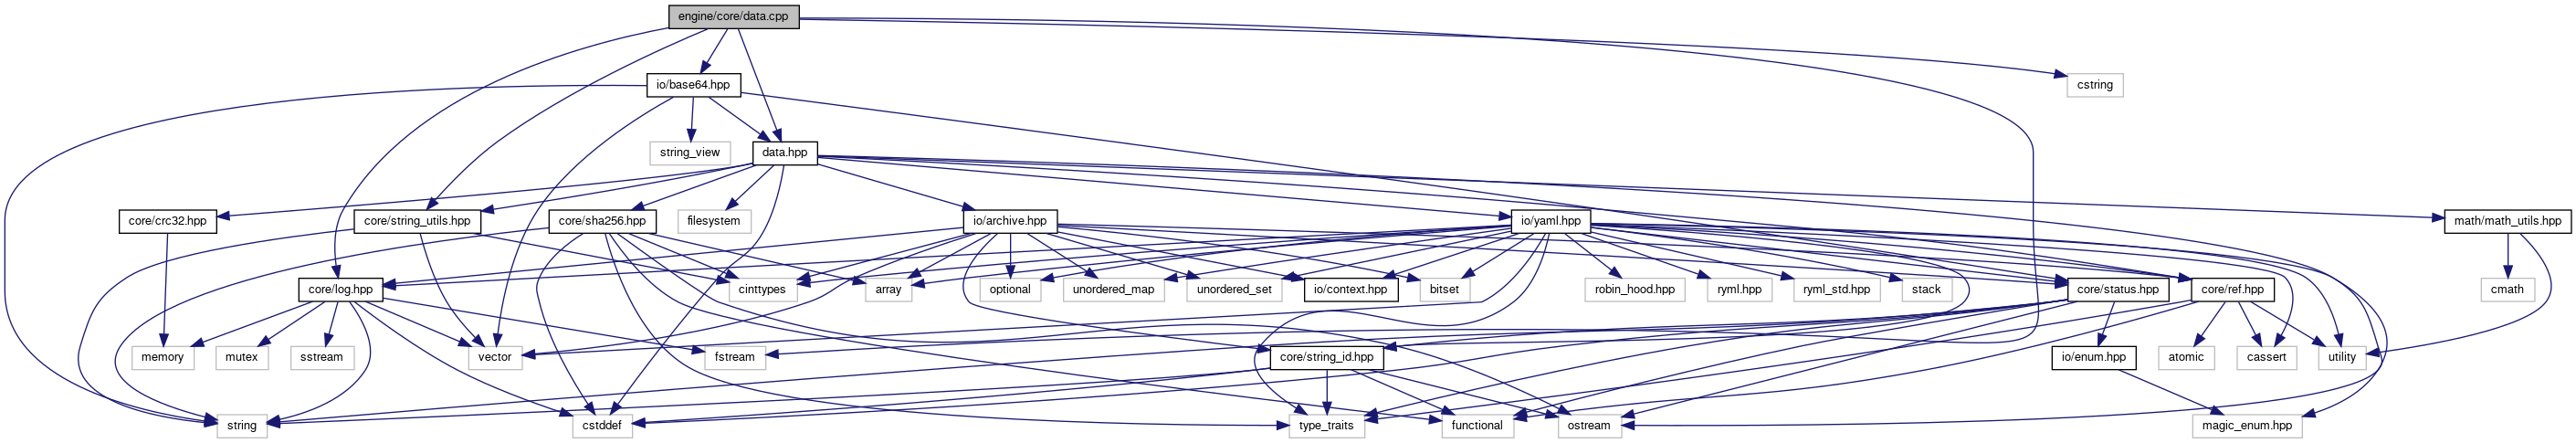 engine/core/data.cpp
io/base64.hpp
cstring
string_view
data.hpp
core/crc32.hpp
core/string_utils.hpp
core/sha256.hpp
filesystem
io/archive.hpp
io/yaml.hpp
math/math_utils.hpp
core/log.hpp
cinttypes
array
optional
unordered_map
unordered_set
io/context.hpp
bitset
robin_hood.hpp
ryml.hpp
ryml_std.hpp
stack
core/status.hpp
core/ref.hpp
cmath
memory
mutex
sstream
vector
fstream
core/string_id.hpp
io/enum.hpp
atomic
cassert
utility
string
cstddef
type_traits
functional
ostream
magic_enum.hpp